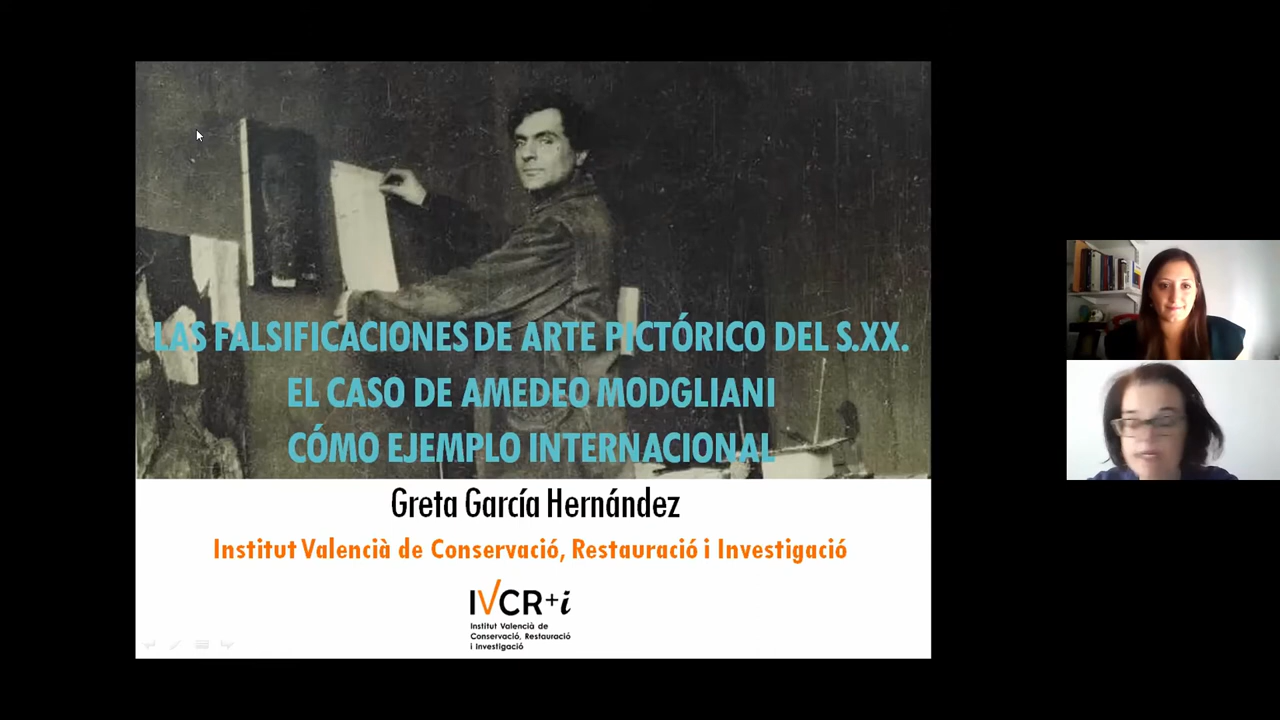 LAS FALSIFICACIONES DE ARTE PICTÓRICO DEL S.XX.
EL CASO DE AMEDEO MODGLIANI
CÓMO EJEMPLO INTERNACIONAL
Greta García Hernández
Institut Valencià de Conservació, Restauració i Investigació
IVCR+i
Institut Valencià de
Conservació, Restauració
i Investigació